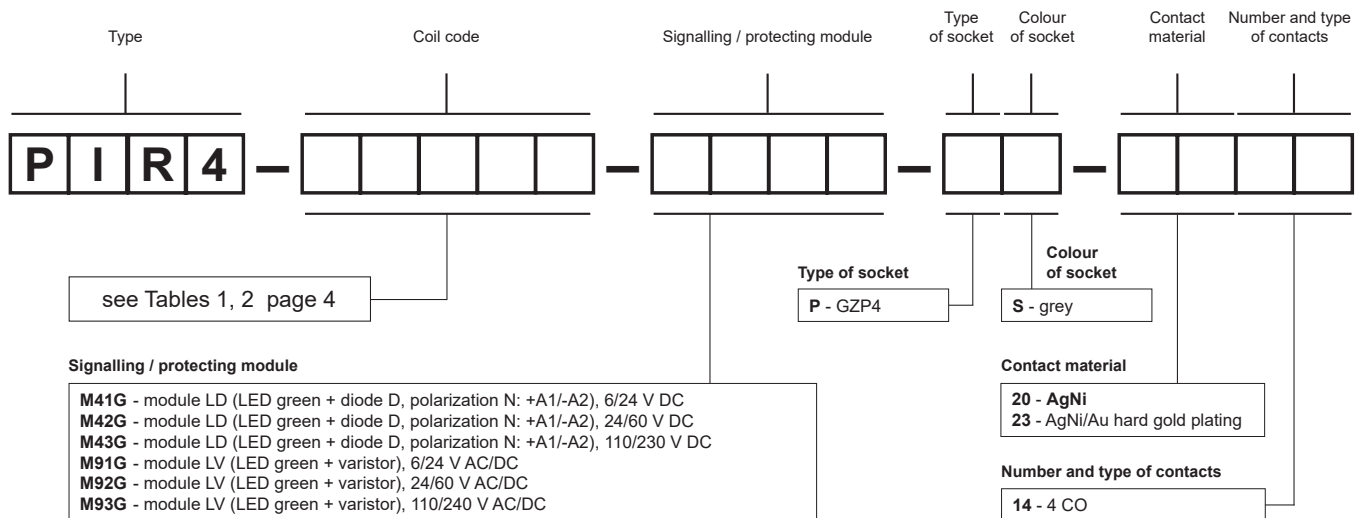 Type
Coil code
Signalling / protecting module
Type
of socket
Colour
of socket
Contact
material
Number and type
of contacts
P I R 4 – – – –
see Tables 1, 2 page 4
Type of socket
P - GZP4
Colour
of socket
S - grey
Signalling / protecting module
M41G - module LD (LED green + diode D, polarization N: +A1/-A2), 6/24 V DC
M42G - module LD (LED green + diode D, polarization N: +A1/-A2), 24/60 V DC
M43G - module LD (LED green + diode D, polarization N: +A1/-A2), 110/230 V DC
M91G - module LV (LED green + varistor), 6/24 V AC/DC
M92G - module LV (LED green + varistor), 24/60 V AC/DC
M93G - module LV (LED green + varistor), 110/240 V AC/DC
Contact material
20 - AgNi
23 - AgNi/Au hard gold plating
Number and type of contacts
14 - 4 CO